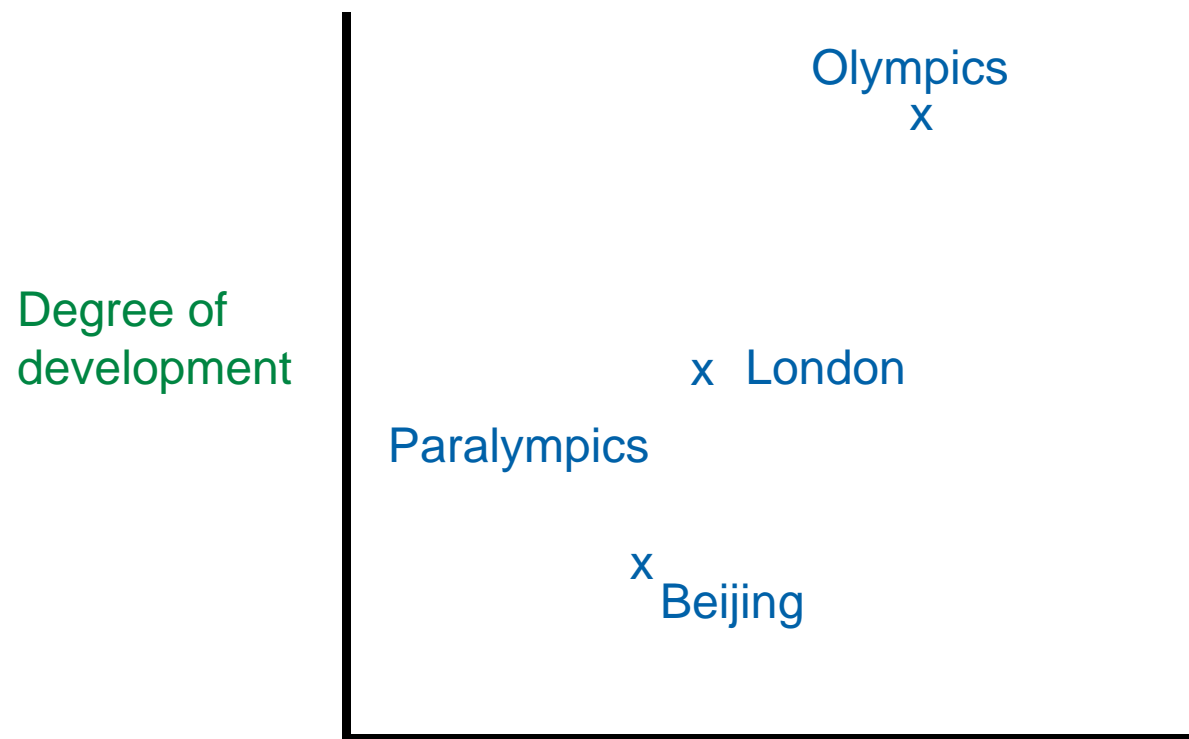 Olympics
x
Degree of
development
x London
Paralympics
x
Beijing